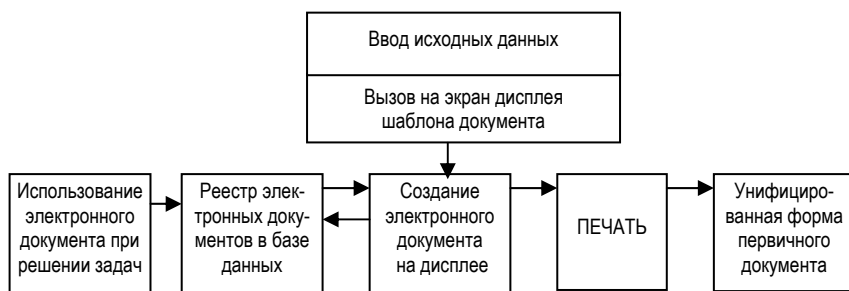 Ввод исходных данных
Вызов на экран дисплея
шаблона документа
Использование
электронного
документа при
решении задач
Реестр элек-
тронных доку-
ментов в базе
данных
Создание
электронного
документа
на дисплее
ПЕЧАТЬ
Унифициро-
ванная форма
первичного
документа